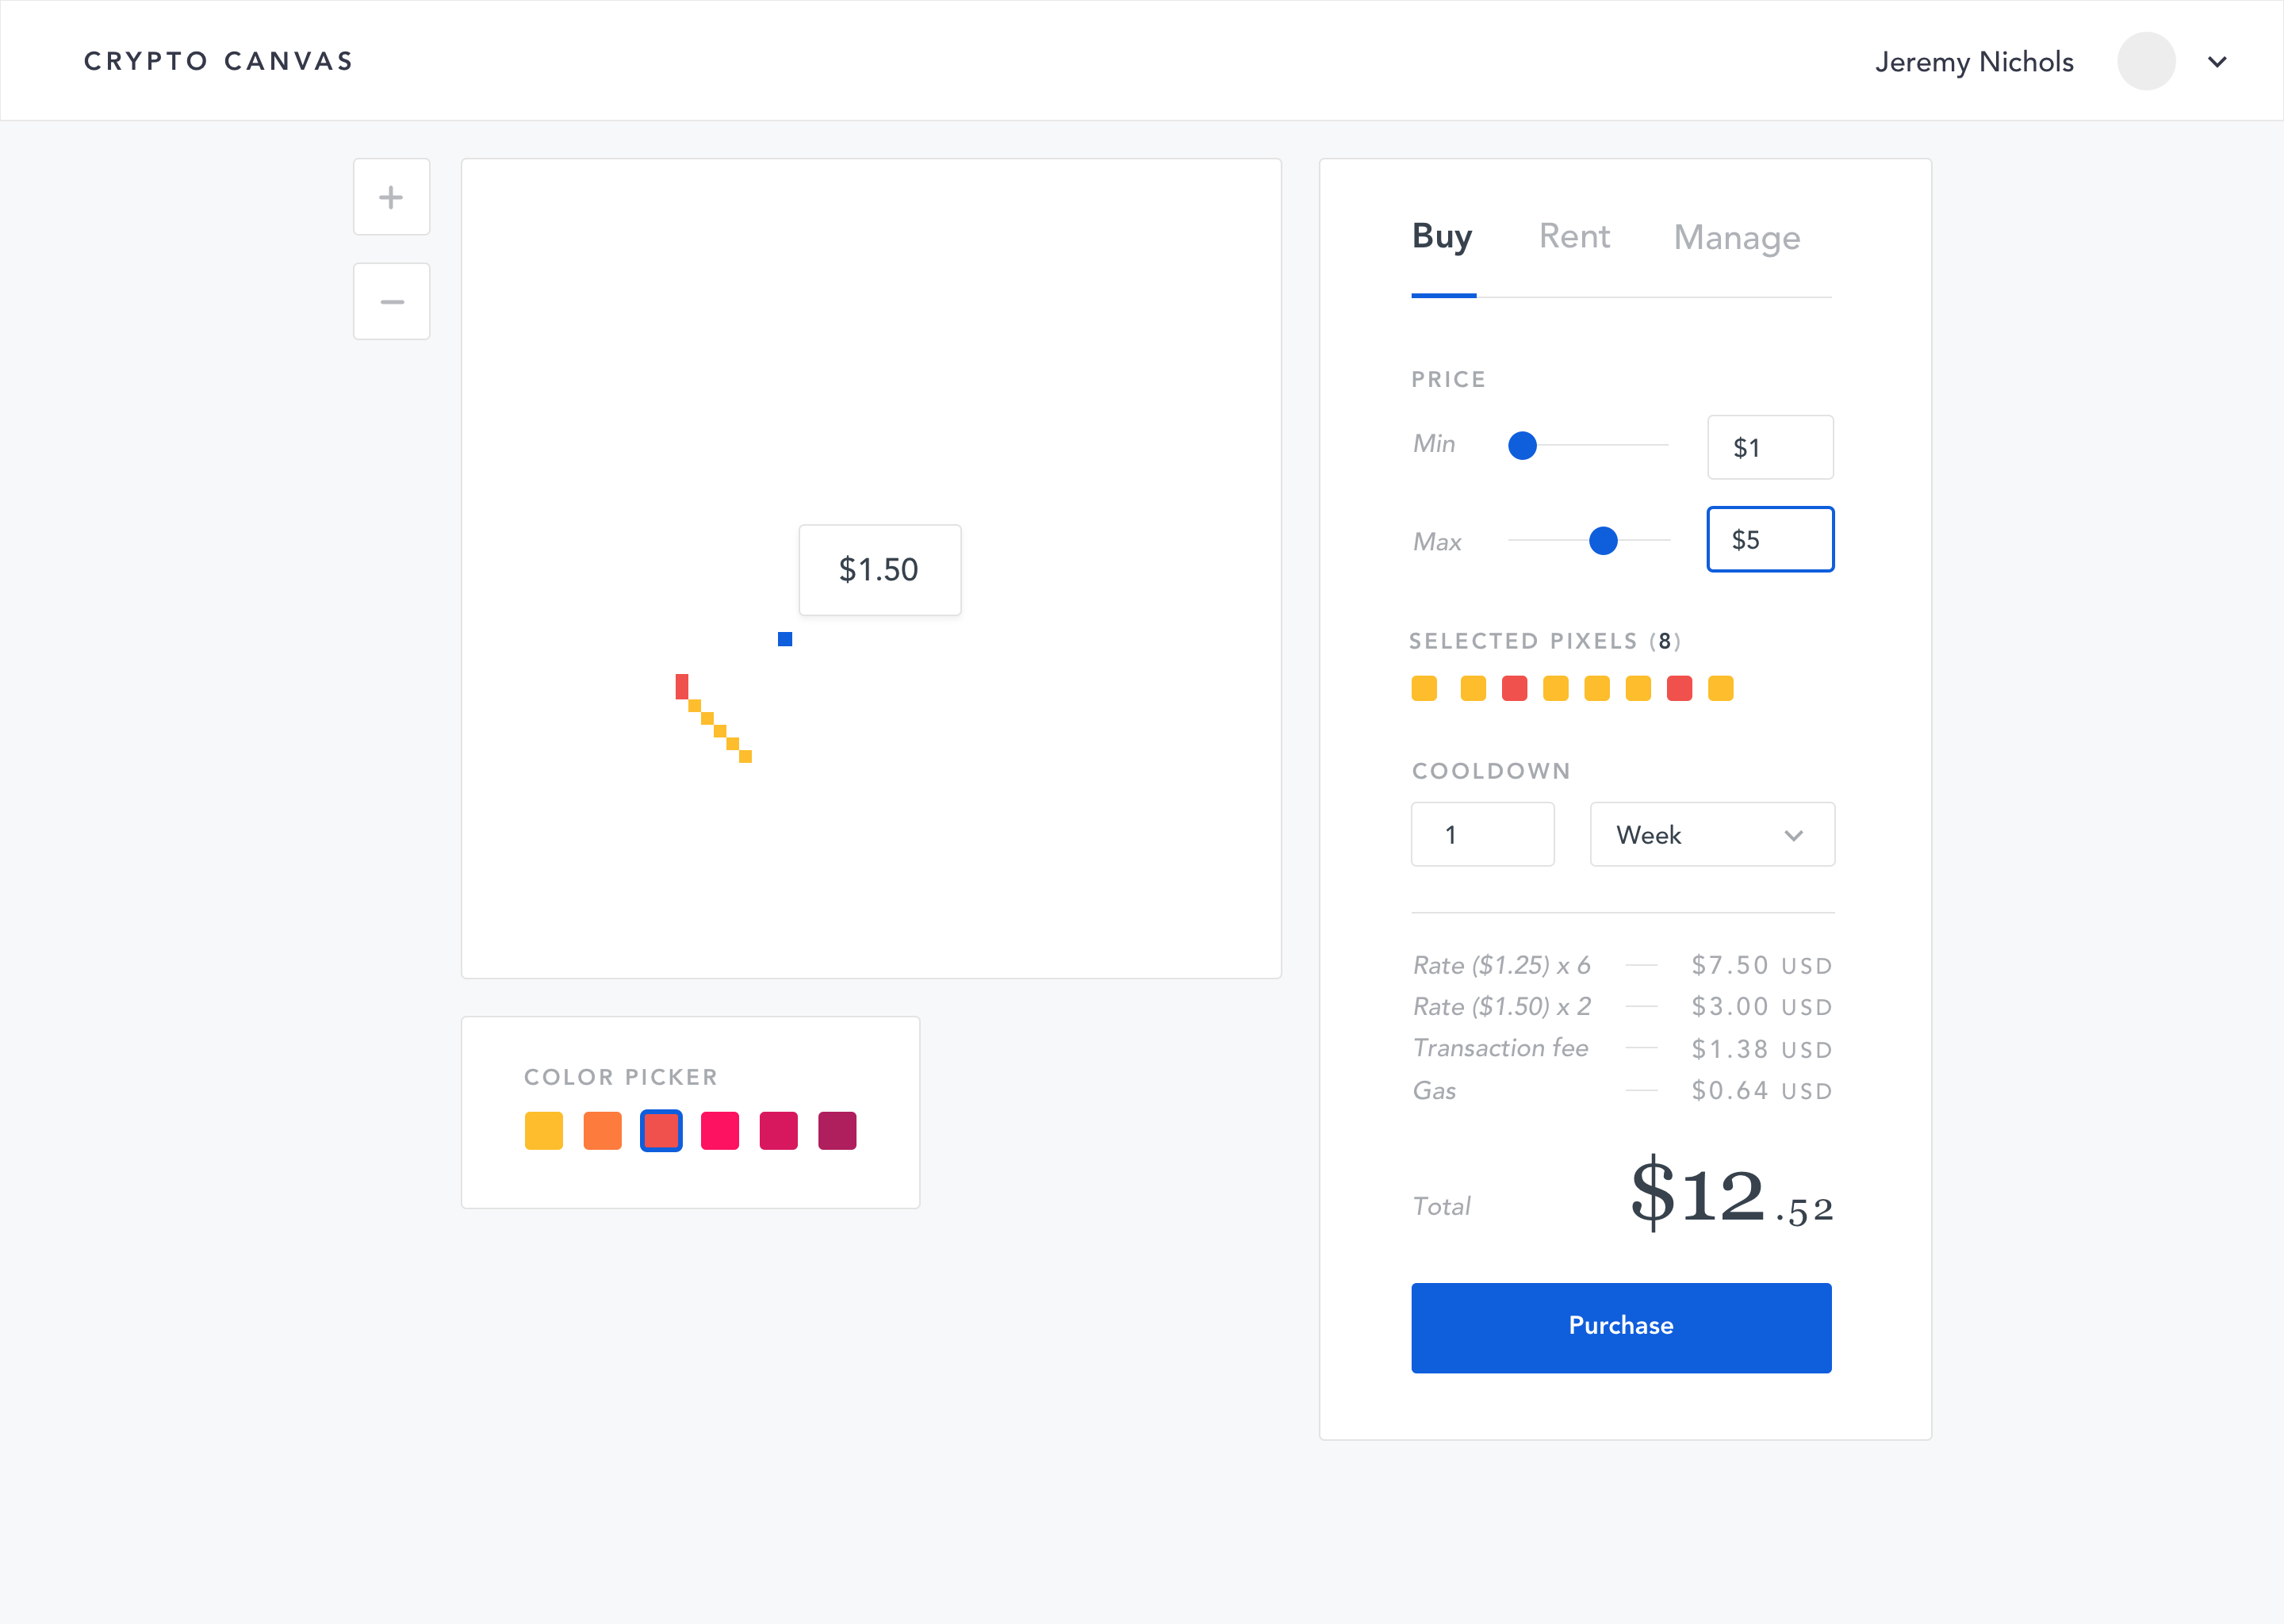 CRYPTO CANVAS
Jeremy Nichols
$1.50
COLOR PICKER
Buy Rent Manage
PRICE
Min $1
Max $5
SELECTED PIXELS (8)
COOLDOWN
1 Week
Rate ($1.25) x 6 — $7.50 USD
Rate ($1.50) x 2 — $3.00 USD
Transaction fee — $1.38 USD
Gas — $0.64 USD
Total $12.52
Purchase